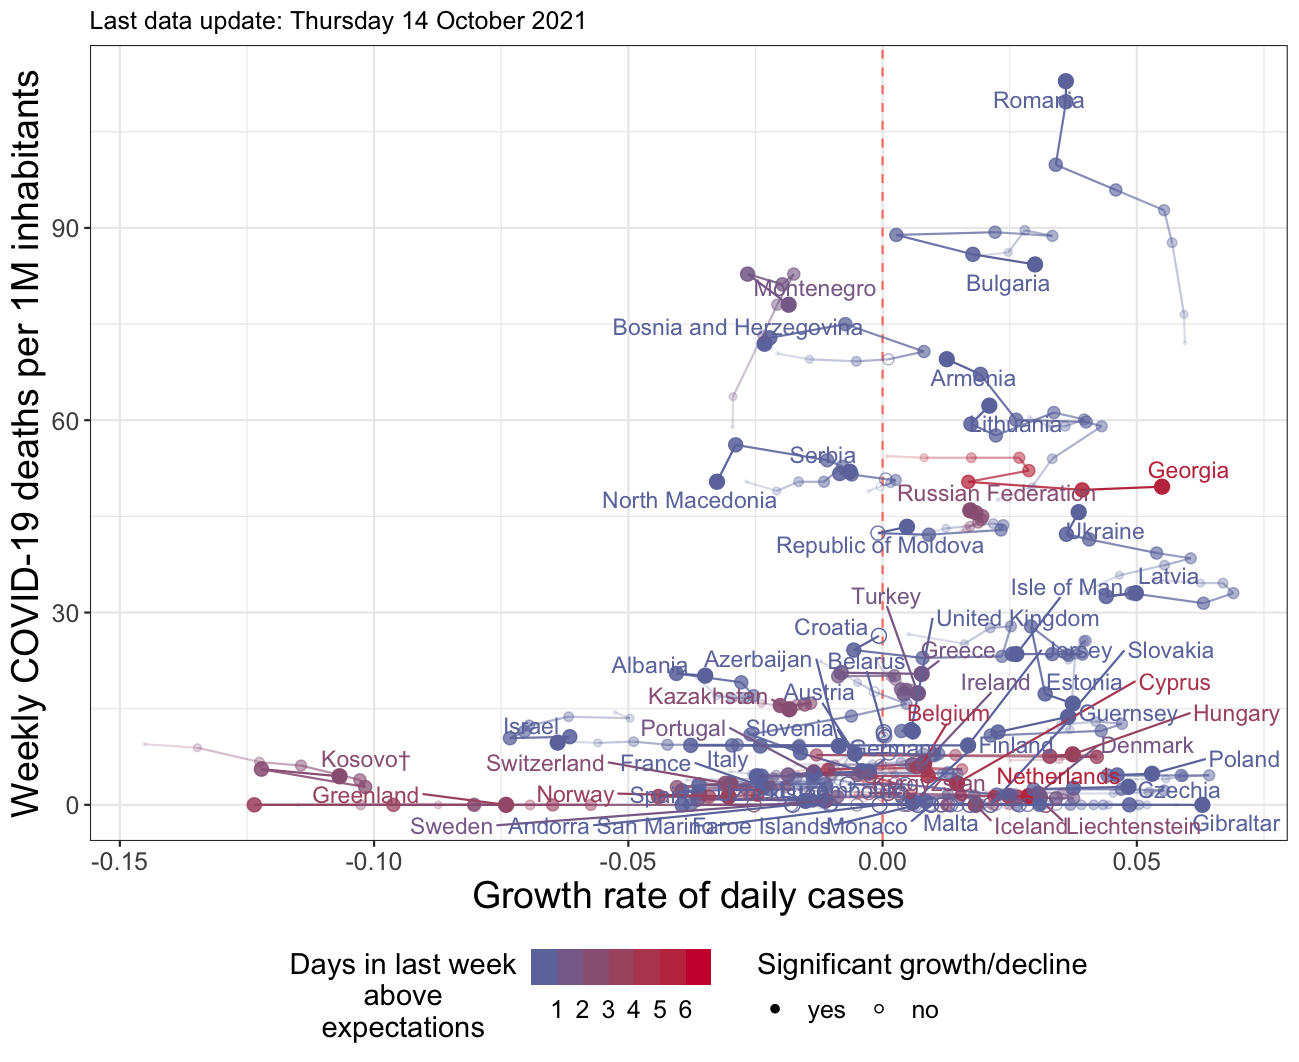 Last data update: Thursday 14 October 2021
Weekly COVID-19 deaths per 1M inhabitants
90
60
30
0
Romania
Bulgaria
Montenegro
Bosnia and Herzegovina
Armenia
Lithuania
Serbia
Georgia
North Macedonia
Russian Federation
Ukraine
Republic of Moldova
Latvia
Isle of Man
Turkey
United Kingdom
Croatia
Jersey
Slovakia
Albania
Azerbaijan
Belarus
Greece
Kazakhstan
Austria
Ireland
Estonia
Cyprus
Belgium
Guernsey
Hungary
Israel
Portugal
Slovenia
Germany
Finland
Denmark
Kosovo†
Switzerland
France
Italy
Poland
Netherlands
Greenland
Norway
Spain
Czechia
Sweden
Andorra
San Marino
Faroe Islands
Monaco
Malta
Iceland
Liechtenstein
Gibraltar
-0.15
-0.10
-0.05
0.00
0.05
Growth rate of daily cases
Days in last week
above
expectations
1 2 3 4 5 6
Significant growth/decline
yes
no